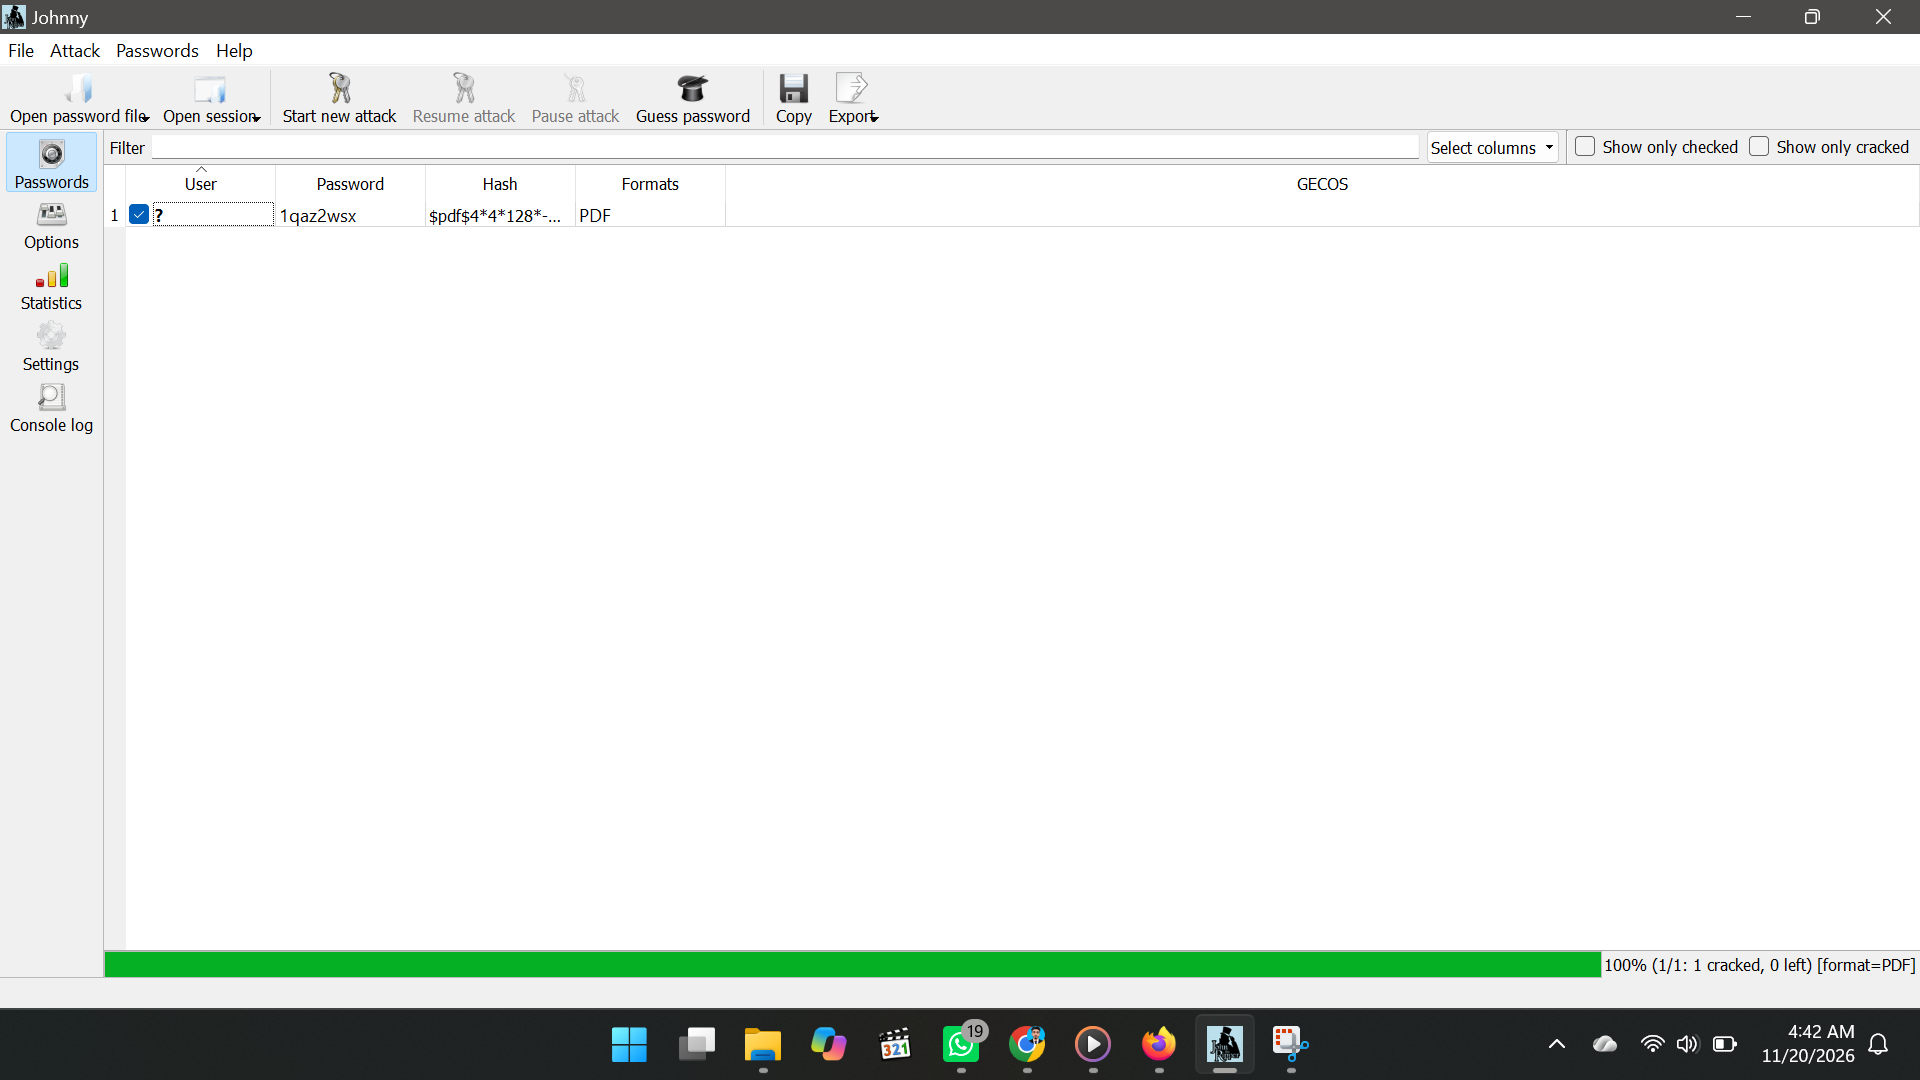 Johnny
File Attack Passwords Help
Open password file Open session Start new attack Resume attack Pause attack Guess password Copy Export
Passwords
Options
Statistics
Settings
Console log
Filter Select columns Show only checked Show only cracked
User Password Hash Formats GECOS
1 ? 1qaz2wsx $pdf$4*4*128*-... PDF
100% (1/1: 1 cracked, 0 left) [format=PDF]
321
19
4:42 AM
11/20/2026